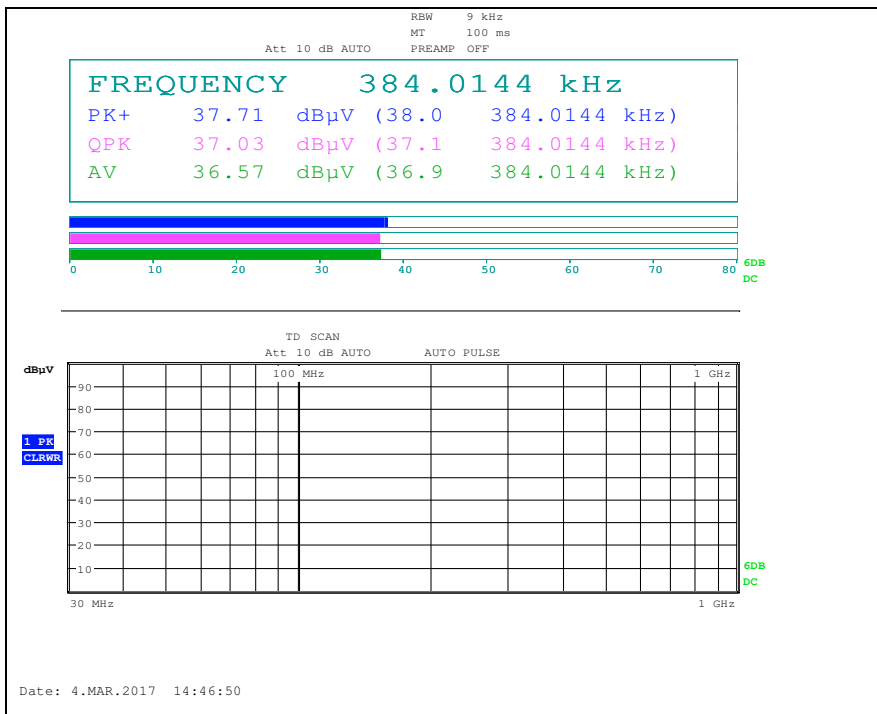 RBW 9 kHz
MT 100 ms
Att 10 dB AUTO PREAMP OFF
FREQUENCY 384.0144 kHz
PK+ 37.71 dBµV (38.0 384.0144 kHz)
QPK 37.03 dBµV (37.1 384.0144 kHz)
AV 36.57 dBµV (36.9 384.0144 kHz)
0 10 20 30 40 50 60 70 80
6DB
DC
TD SCAN
Att 10 dB AUTO AUTO PULSE
dBµV
100 MHz 1 GHz
90
80
70
1 PK
CLRWR
60
50
40
30
20
10
6DB
DC
30 MHz 1 GHz
Date: 4.MAR.2017 14:46:50